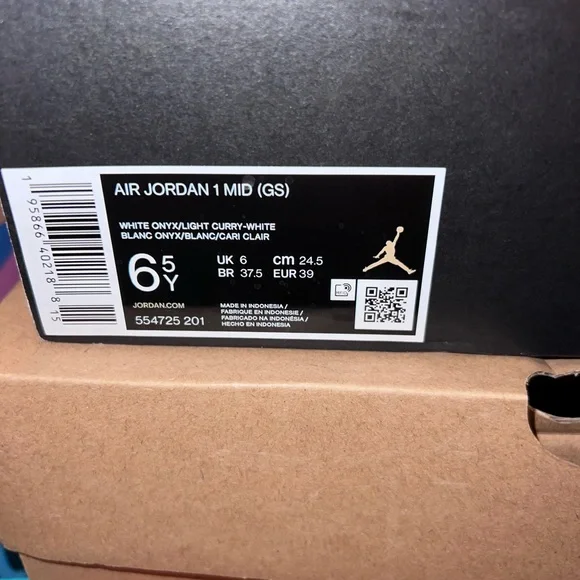 AIR JORDAN 1 MID (GS)
WHITE ONYX/LIGHT CURRY-WHITE
BLANC ONYX/BLANC/CARI CLAIR
6 5 Y
UK 6 cm 24.5
BR 37.5 EUR 39
JORDAN.COM
554725 201
MADE IN INDONESIA /
FABRIQUE EN INDONESIE /
FABRICADO NA INDONÉSIA /
HECHO EN INDONESIA
1 95866 40218 8 15